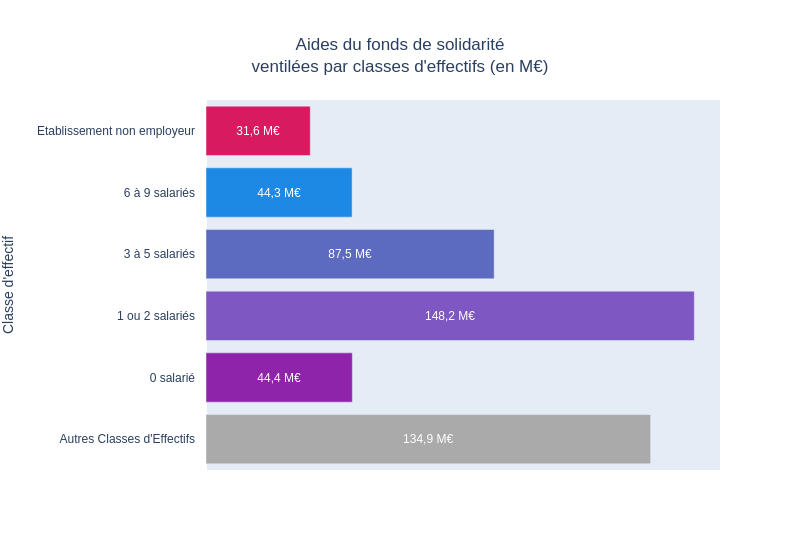 Aides du fonds de solidarité
ventilées par classes d'effectifs (en M€)
Classe d'effectif
Etablissement non employeur
31,6 M€
6 à 9 salariés
44,3 M€
3 à 5 salariés
87,5 M€
1 ou 2 salariés
148,2 M€
0 salarié
44,4 M€
Autres Classes d'Effectifs
134,9 M€